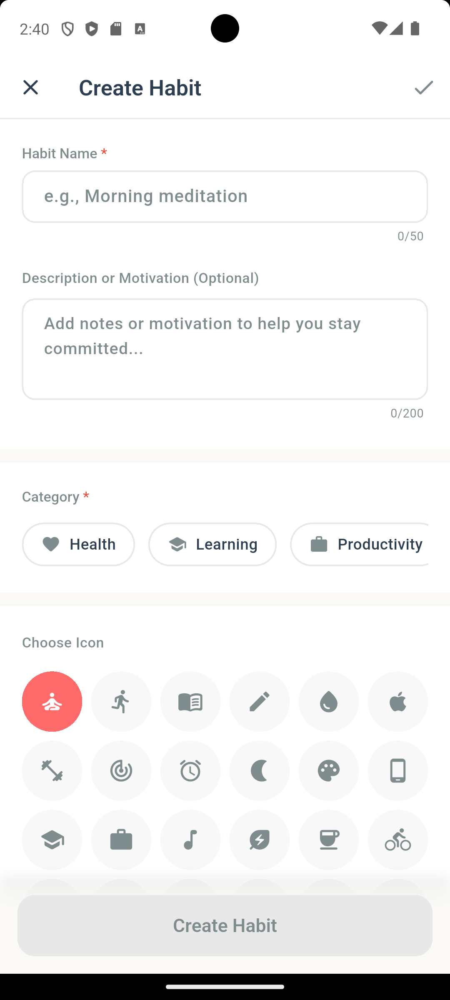 2:40
Create Habit
Habit Name *
e.g., Morning meditation
0/50
Description or Motivation (Optional)
Add notes or motivation to help you stay
committed...
0/200
Category *
Health
Learning
Productivity
Choose Icon
Create Habit